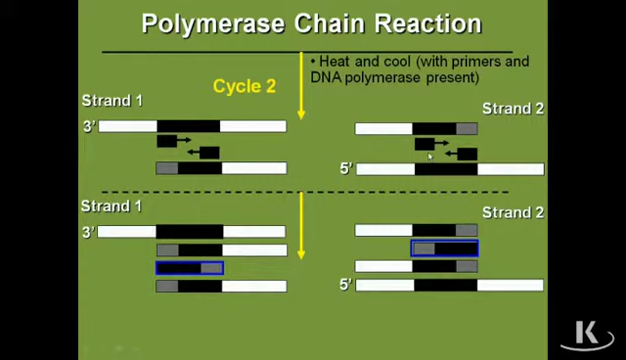 Polymerase Chain Reaction
• Heat and cool (with primers and
DNA polymerase present)
Cycle 2
Strand 1
Strand 2
3'
5'
Strand 1
Strand 2
3'
5'
K